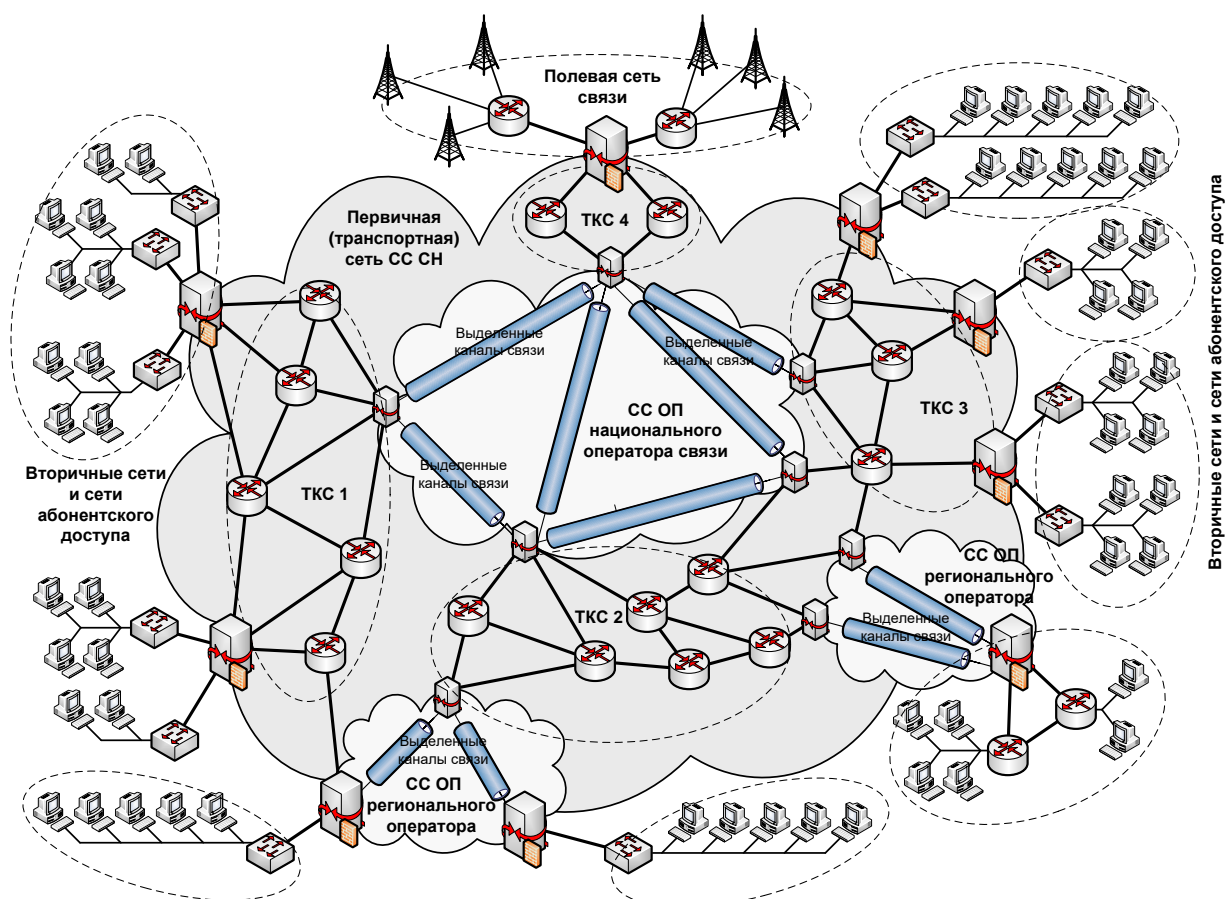 Полевая сеть
связи
Первичная
(транспортная)
сеть СС СН
ТКС 4
Выделенные
каналы связи
Выделенные
каналы связи
СС ОП
национального
оператора связи
ТКС 3
Вторичные сети и сети абонентского доступа
Вторичные сети
и сети
абонентского
доступа
ТКС 1
Выделенные
каналы связи
СС ОП
регионального
оператора
Выделенные
каналы связи
ТКС 2
Выделенные
каналы связи
СС ОП
регионального
оператора